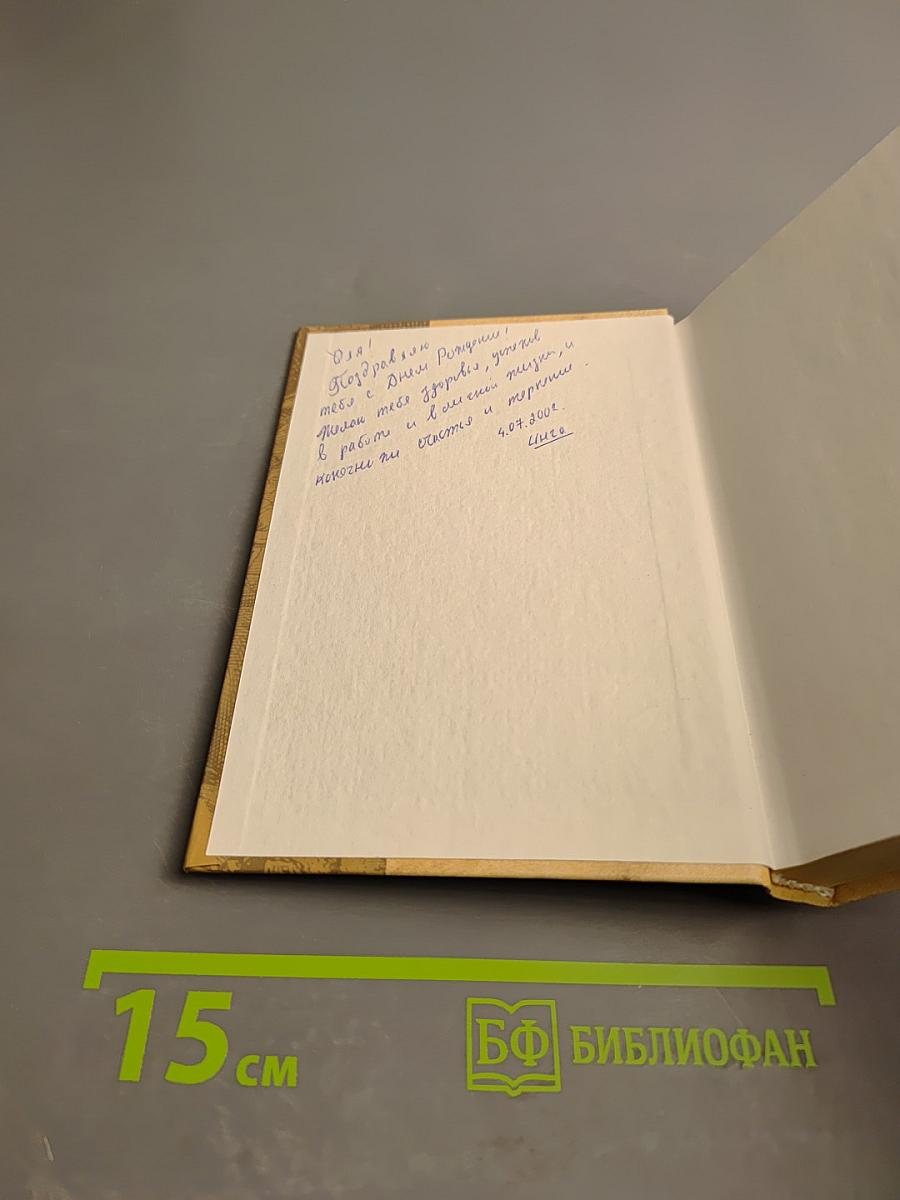 Оля!
Поздравляю
тебя с Днем Рождения!
Желаю тебе здоровья, успехов
в работе и в личной жизни, и
конечно же счастья и терпения.
4.07.2002.
Инга
15 см
БФ БИБЛИОФАН